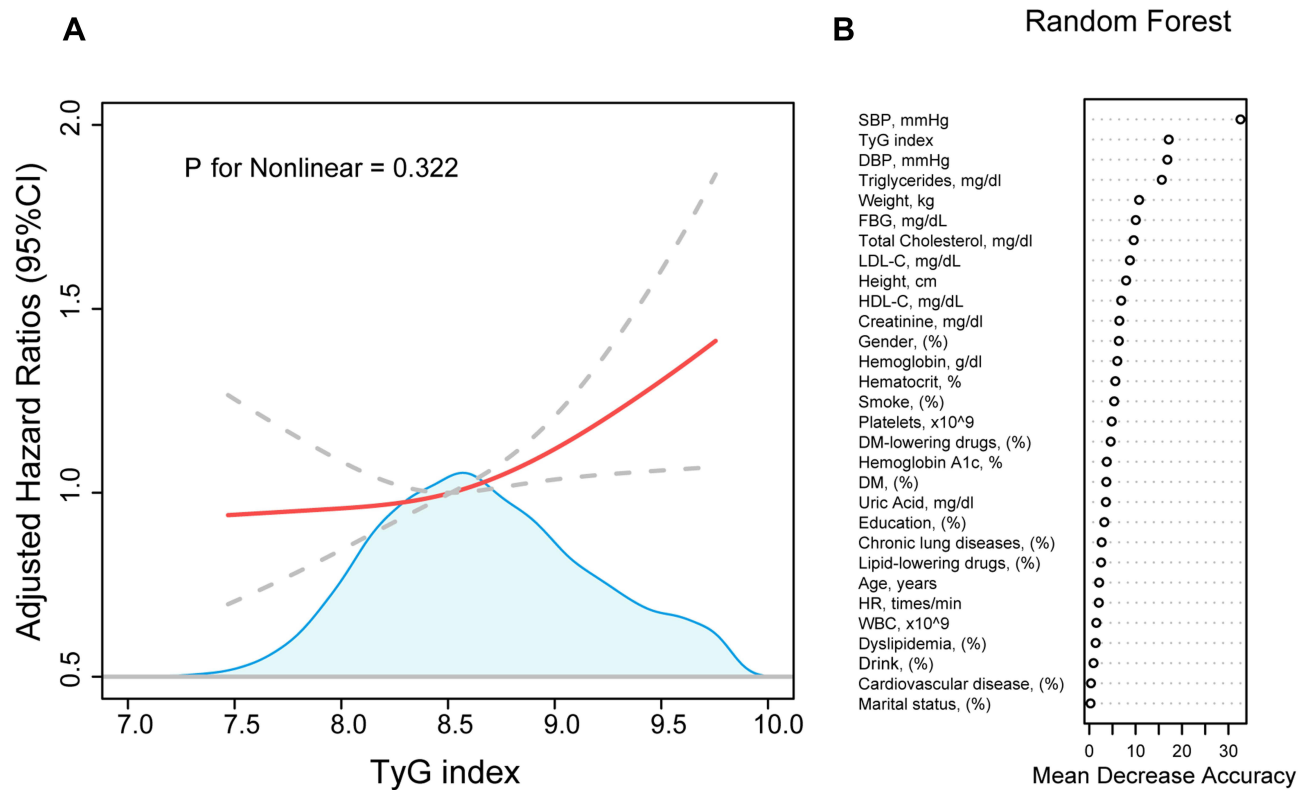 A
Adjusted Hazard Ratios (95%CI)
2.0
1.5
1.0
0.5
P for Nonlinear = 0.322
7.0 7.5 8.0 8.5 9.0 9.5 10.0
TyG index
B
Random Forest
SBP, mmHg
TyG index
DBP, mmHg
Triglycerides, mg/dl
Weight, kg
FBG, mg/dL
Total Cholesterol, mg/dl
LDL-C, mg/dL
Height, cm
HDL-C, mg/dL
Creatinine, mg/dl
Gender, (%)
Hemoglobin, g/dl
Hematocrit, %
Smoke, (%)
Platelets, x10^9
DM-lowering drugs, (%)
Hemoglobin A1c, %
DM, (%)
Uric Acid, mg/dl
Education, (%)
Chronic lung diseases, (%)
Lipid-lowering drugs, (%)
Age, years
HR, times/min
WBC, x10^9
Dyslipidemia, (%)
Drink, (%)
Cardiovascular disease, (%)
Marital status, (%)
0 10 20 30
Mean Decrease Accuracy